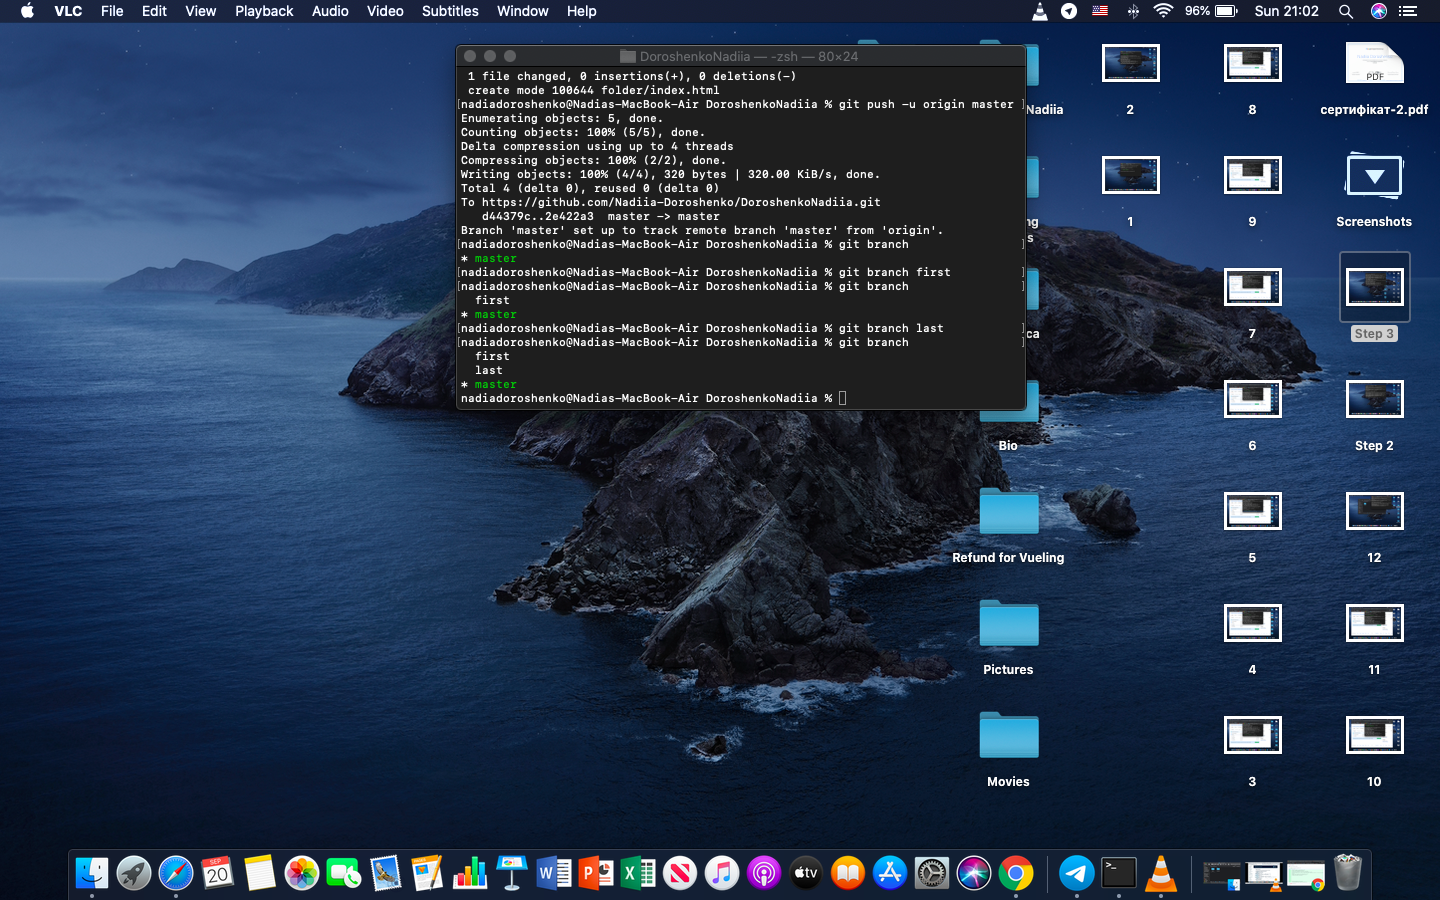 VLC File Edit View Playback Audio Video Subtitles Window Help 96% Sun 21:02
DoroshenkoNadiia — -zsh — 80×24
1 file changed, 0 insertions(+), 0 deletions(-)
create mode 100644 folder/index.html
[nadiadoroshenko@Nadias-MacBook-Air DoroshenkoNadiia % git push -u origin master ]
Enumerating objects: 5, done.
Counting objects: 100% (5/5), done.
Delta compression using up to 4 threads
Compressing objects: 100% (2/2), done.
Writing objects: 100% (4/4), 320 bytes | 320.00 KiB/s, done.
Total 4 (delta 0), reused 0 (delta 0)
To https://github.com/Nadiia-Doroshenko/DoroshenkoNadiia.git
d44379c..2e422a3  master -> master
Branch 'master' set up to track remote branch 'master' from 'origin'.
[nadiadoroshenko@Nadias-MacBook-Air DoroshenkoNadiia % git branch ]
* master
[nadiadoroshenko@Nadias-MacBook-Air DoroshenkoNadiia % git branch first ]
[nadiadoroshenko@Nadias-MacBook-Air DoroshenkoNadiia % git branch ]
first
* master
[nadiadoroshenko@Nadias-MacBook-Air DoroshenkoNadiia % git branch last ]
[nadiadoroshenko@Nadias-MacBook-Air DoroshenkoNadiia % git branch ]
first
last
* master
nadiadoroshenko@Nadias-MacBook-Air DoroshenkoNadiia %
PDF
Nadiia 2 8 сертифікат-2.pdf
ng
s
1 9 Screenshots
ca 7 Step 3
Bio 6 Step 2
Refund for Vueling 5 12
Pictures 4 11
Movies 3 10
SEP
20
W P X tv
>_